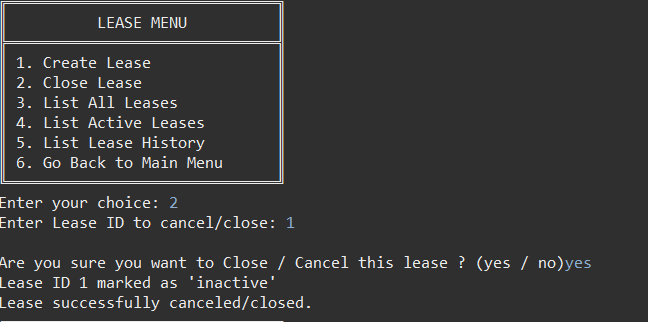 LEASE MENU
1. Create Lease
2. Close Lease
3. List All Leases
4. List Active Leases
5. List Lease History
6. Go Back to Main Menu
Enter your choice: 2
Enter Lease ID to cancel/close: 1
Are you sure you want to Close / Cancel this lease ? (yes / no)yes
Lease ID 1 marked as 'inactive'
Lease successfully canceled/closed.